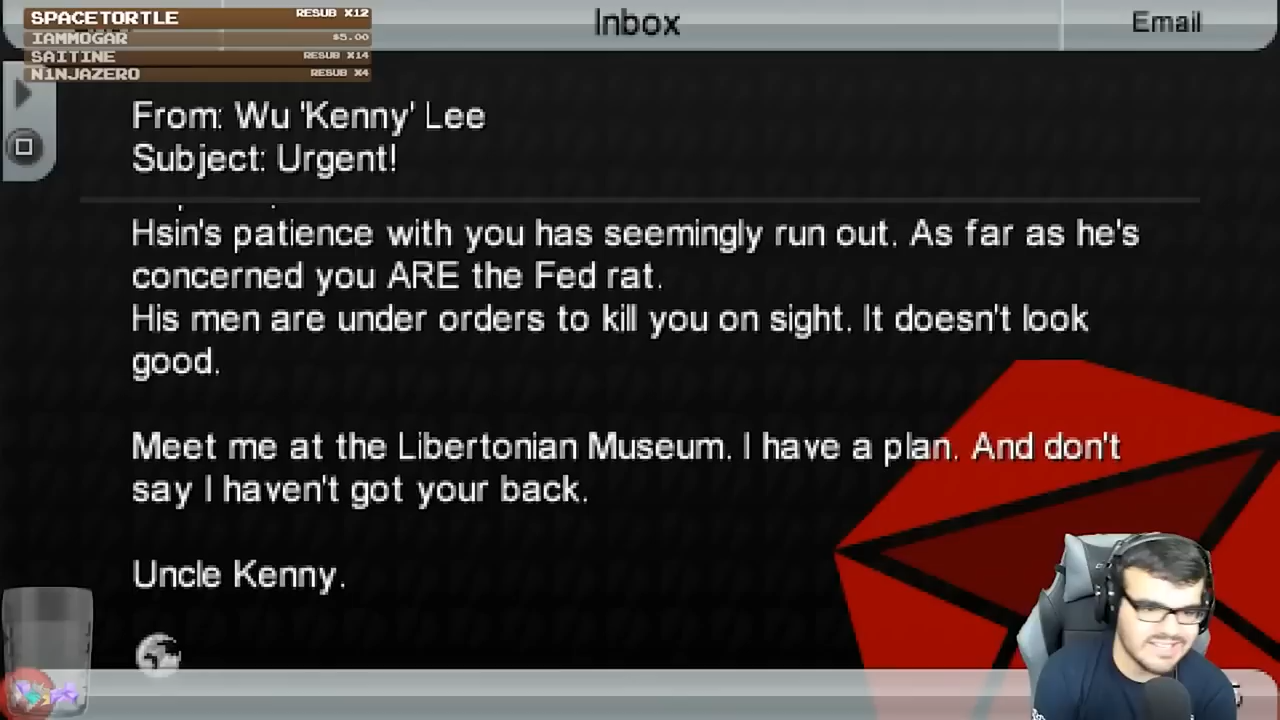 SPACETORTLE RESUB X12
IAMMOGAR $5.00
SAITINE RESUB X14
N1NJAZERO RESUB X4
Inbox
Email
From: Wu 'Kenny' Lee
Subject: Urgent!
Hsin's patience with you has seemingly run out. As far as he's
concerned you ARE the Fed rat.
His men are under orders to kill you on sight. It doesn't look
good.
Meet me at the Libertonian Museum. I have a plan. And don't
say I haven't got your back.
Uncle Kenny.